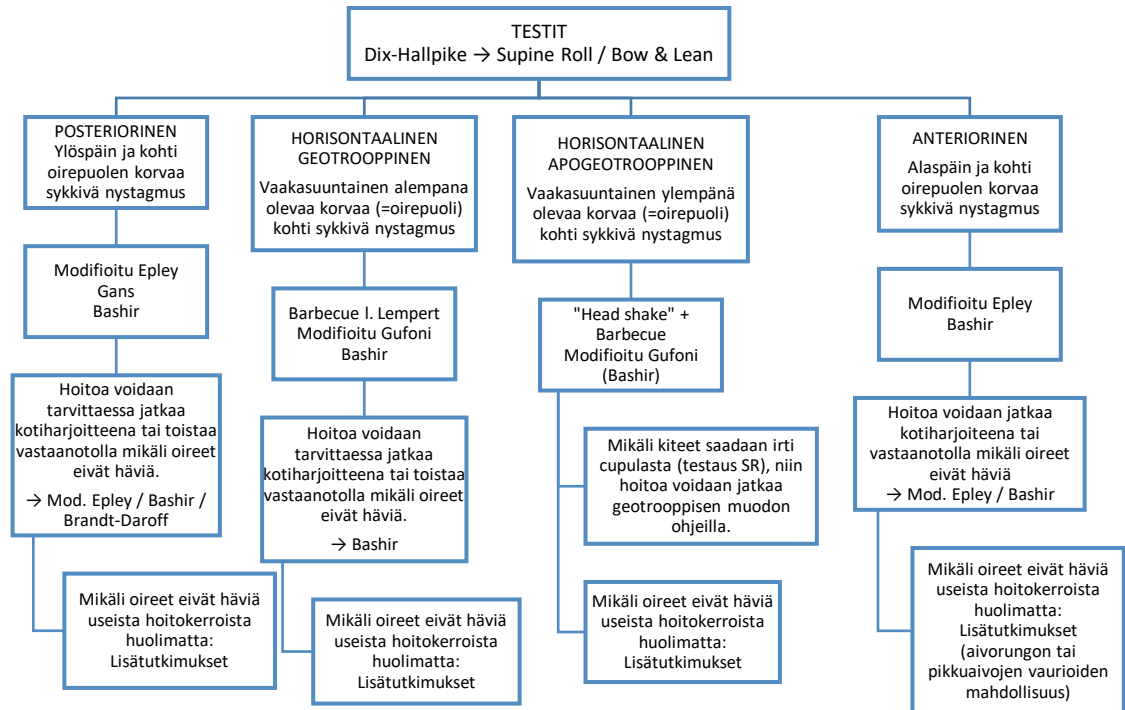 TESTIT
Dix-Hallpike → Supine Roll / Bow & Lean
POSTERIORINEN
Ylöspäin ja kohti
oirepuolen korvaa
sykkivä nystagmus
Modifioitu Epley
Gans
Bashir
Hoitoa voidaan
tarvittaessa jatkaa
kotiharjoitteena tai toistaa
vastaanotolla mikäli oireet
eivät häviä.
→ Mod. Epley / Bashir /
Brandt-Daroff
Mikäli oireet eivät häviä
useista hoitokerroista
huolimatta:
Lisätutkimukset
HORISONTAALINEN
GEOTROOPPINEN
Vaakasuuntainen alempana
olevaa korvaa (=oirepuoli)
kohti sykkivä nystagmus
Barbecue l. Lempert
Modifioitu Gufoni
Bashir
Hoitoa voidaan
tarvittaessa jatkaa
kotiharjoitteena tai toistaa
vastaanotolla mikäli oireet
eivät häviä.
→ Bashir
Mikäli oireet eivät häviä
useista hoitokerroista
huolimatta:
Lisätutkimukset
HORISONTAALINEN
APOGEOTROOPPINEN
Vaakasuuntainen ylempänä
olevaa korvaa (=oirepuoli)
kohti sykkivä nystagmus
"Head shake" +
Barbecue
Modifioitu Gufoni
(Bashir)
Mikäli kiteet saadaan irti
cupulasta (testaus SR), niin
hoitoa voidaan jatkaa
geotrooppisen muodon
ohjeilla.
Mikäli oireet eivät häviä
useista hoitokerroista
huolimatta:
Lisätutkimukset
ANTERIORINEN
Alaspäin ja kohti
oirepuolen korvaa
sykkivä nystagmus
Modifioitu Epley
Bashir
Hoitoa voidaan jatkaa
kotiharjoitteena tai
vastaanotolla mikäli oireet
eivät häviä
→ Mod. Epley / Bashir
Mikäli oireet eivät häviä
useista hoitokerroista
huolimatta:
Lisätutkimukset
(aivorungon tai
pikkuaivojen vaurioiden
mahdollisuus)